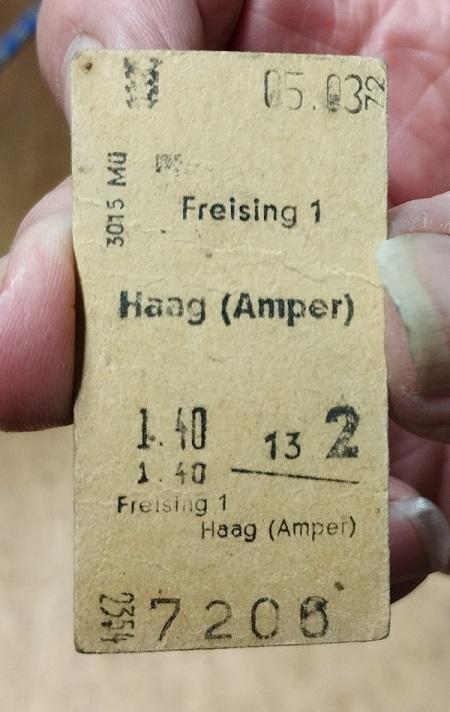 05.03 72
3015 Mü
Freising 1
Haag (Amper)
1.40
13 2
1.40
Freising 1
Haag (Amper)
2354
7206